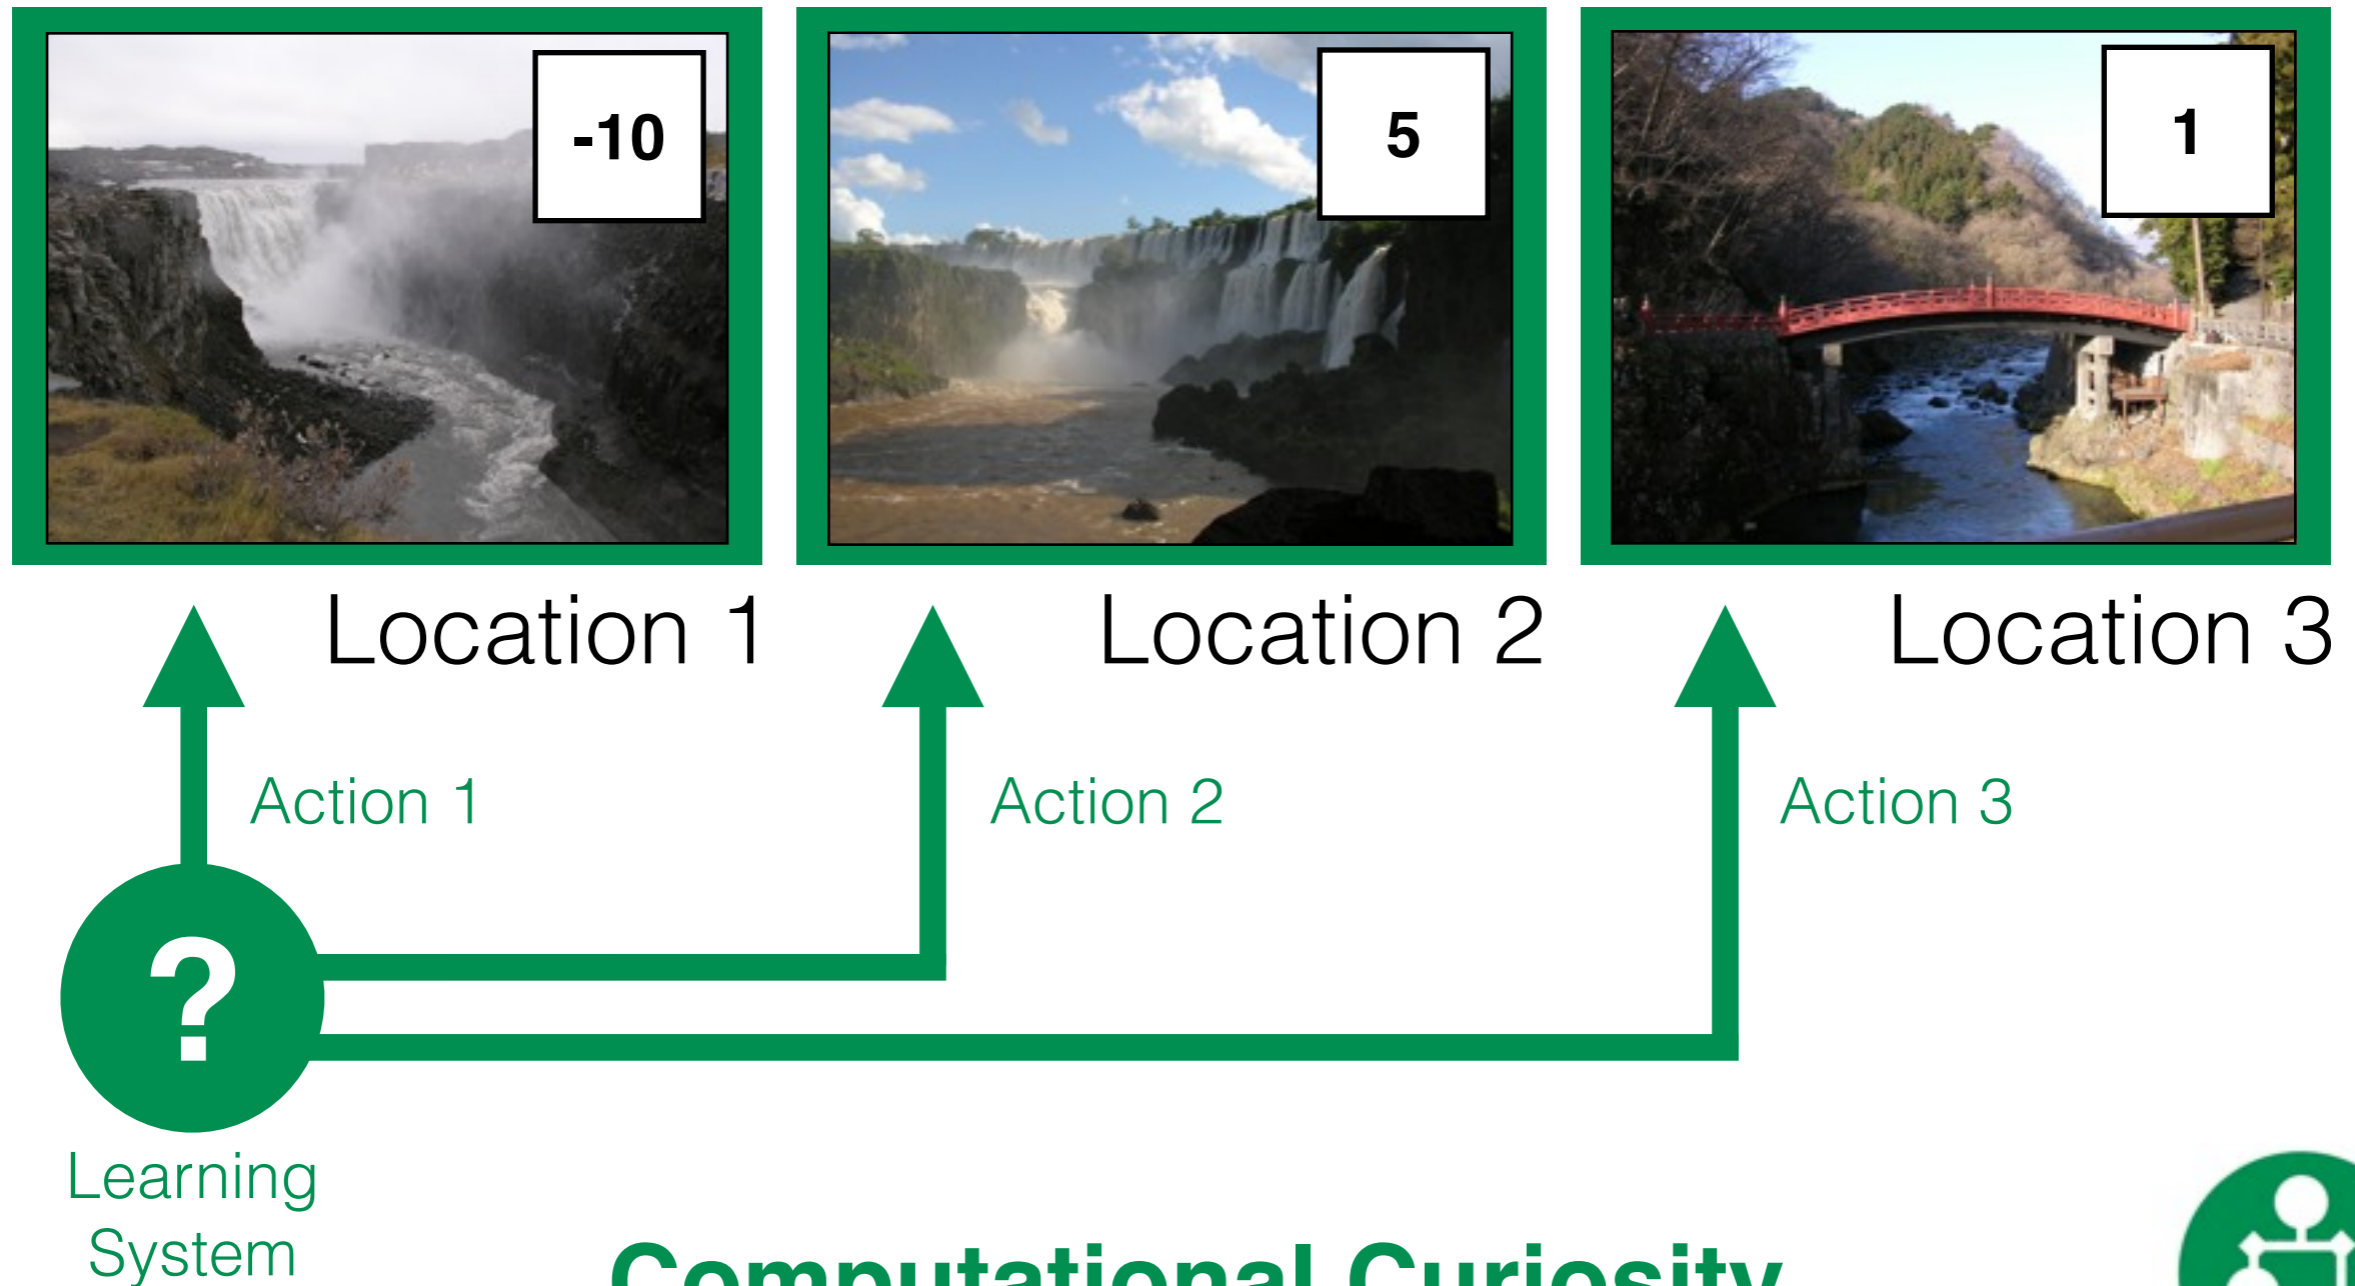 -10
5
1
Location 1
Location 2
Location 3
Action 1
Action 2
Action 3
?
Learning
System
Computational Curiosity